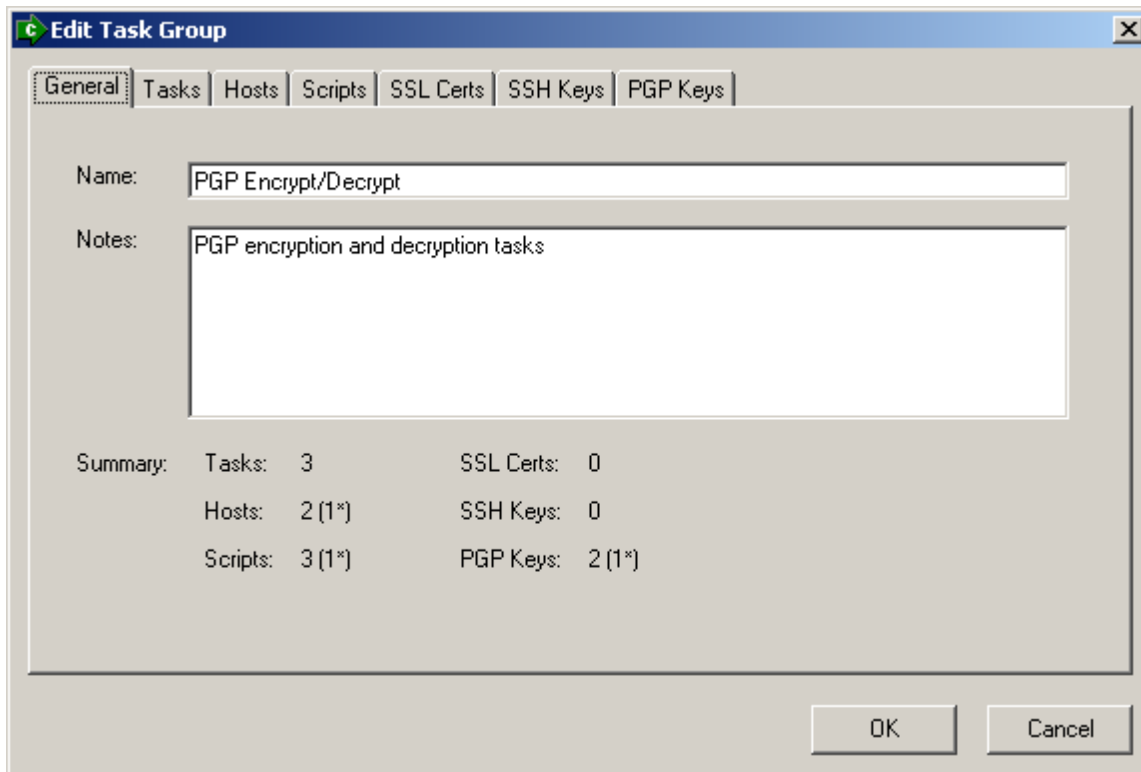 C Edit Task Group
General Tasks Hosts Scripts SSL Certs SSH Keys PGP Keys
Name: PGP Encrypt/Decrypt
Notes: PGP encryption and decryption tasks
Summary: Tasks: 3 SSL Certs: 0
Hosts: 2 (1*) SSH Keys: 0
Scripts: 3 (1*) PGP Keys: 2 (1*)
OK Cancel